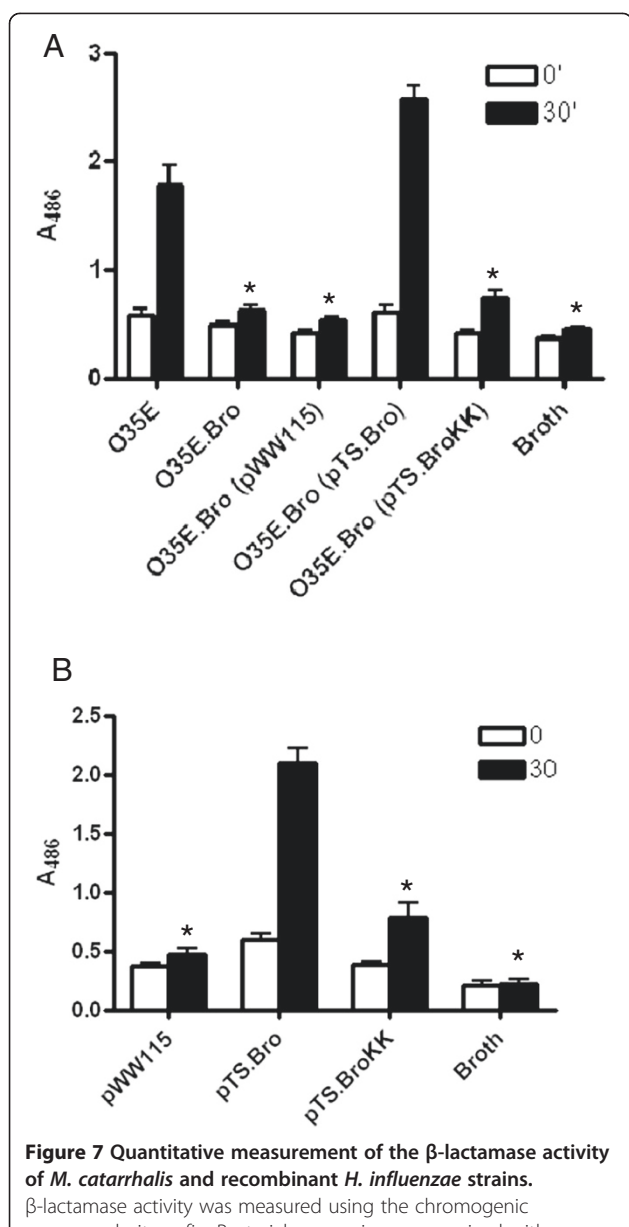 A
3
2
1
0
A486
0'
30'
*
*
*
*
O35E
O35E.Bro
O35E.Bro (pWW115)
O35E.Bro (pTS.Bro)
O35E.Bro (pTS.BroKK)
Broth
B
2.5
2.0
1.5
1.0
0.5
0.0
A486
0
30
*
*
*
pWW115
pTS.Bro
pTS.BroKK
Broth
Figure 7 Quantitative measurement of the β-lactamase activity
of M. catarrhalis and recombinant H. influenzae strains.
β-lactamase activity was measured using the chromogenic